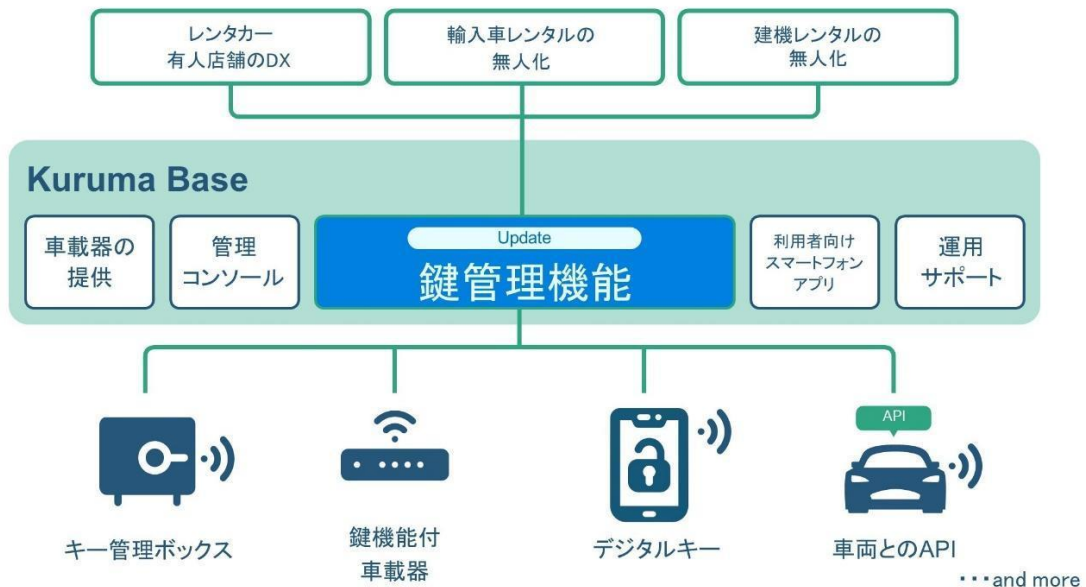 レンタカー
有人店舗のDX
輸入車レンタルの
無人化
建機レンタルの
無人化
Kuruma Base
車載器の
提供
管理
コンソール
Update
鍵管理機能
利用者向け
スマートフォン
アプリ
運用
サポート
キー管理ボックス
鍵機能付
車載器
デジタルキー
API
車両とのAPI
･･･and more